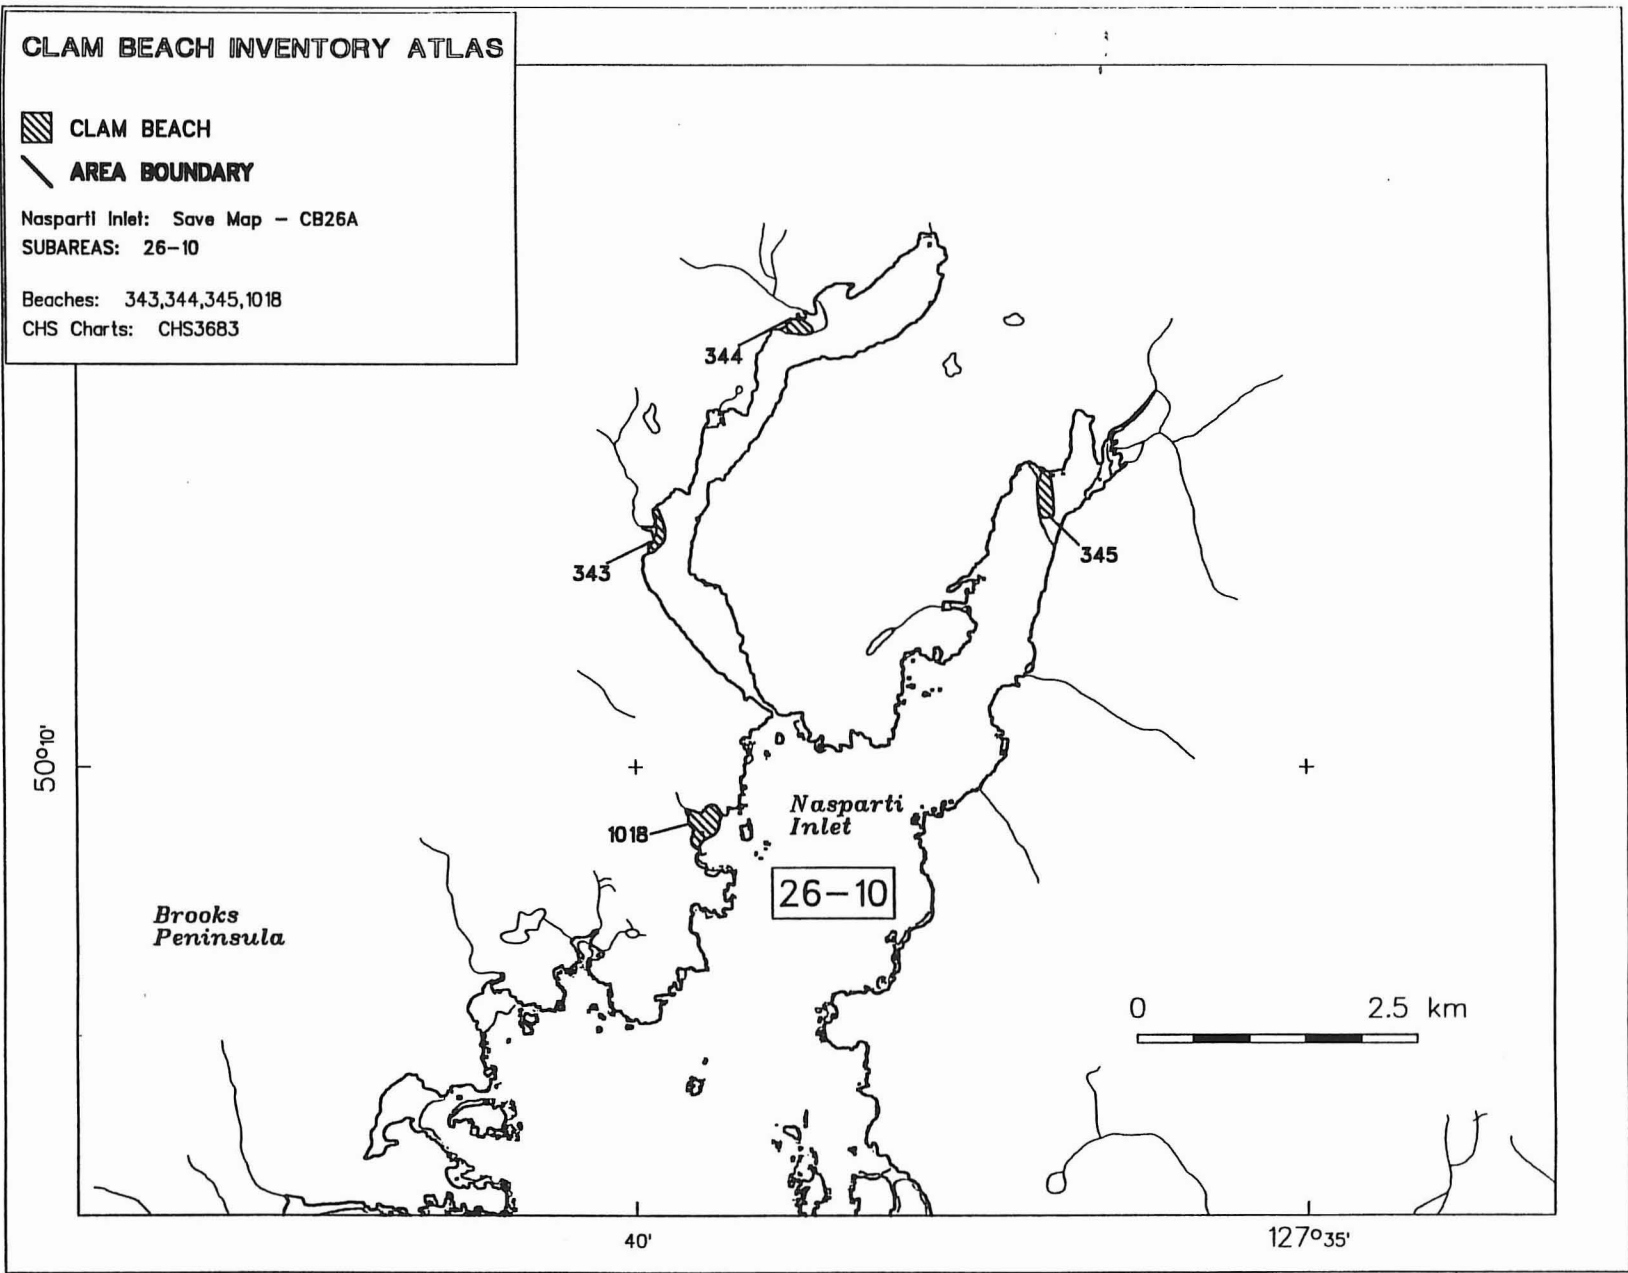 CLAM BEACH INVENTORY ATLAS
CLAM BEACH
AREA BOUNDARY
Nasparti Inlet: Save Map - CB26A
SUBAREAS: 26-10
Beaches: 343,344,345,1018
CHS Charts: CHS3683
344
343
345
50°10'
Nasparti
Inlet
1018
26-10
Brooks
Peninsula
0 2.5 km
40'
127°35'